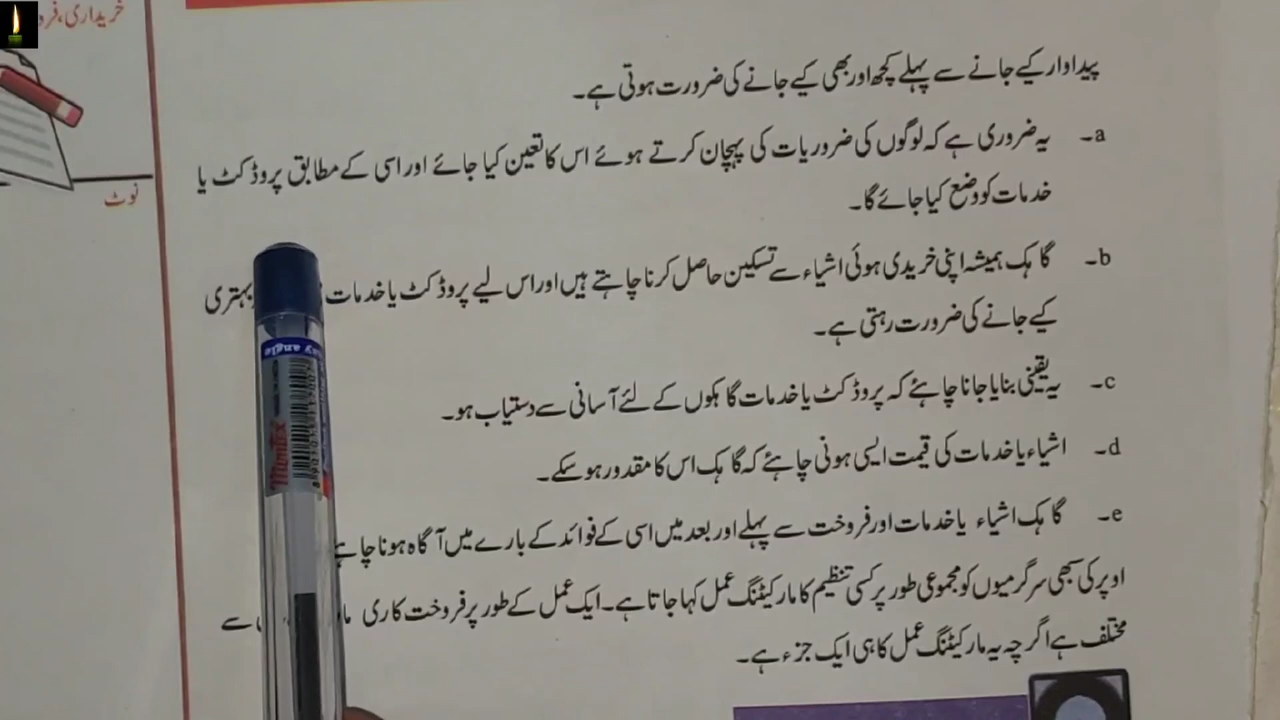 خریداری، فرو
نوٹ
پیداوار کیے جانے سے پہلے کچھ اور بھی کیے جانے کی ضرورت ہوتی ہے۔
a۔ یہ ضروری ہے کہ لوگوں کی ضروریات کی پہچان کرتے ہوئے اس کا تعین کیا جائے اور اسی کے مطابق پروڈکٹ یا
خدمات کو وضع کیا جائے گا۔
b۔ گاہک ہمیشہ اپنی خریدی ہوئی اشیاء سے تسکین حاصل کرنا چاہتے ہیں اور اس لیے پروڈکٹ یا خدمات بہتری
کیے جانے کی ضرورت رہتی ہے۔
c۔ یہ یقینی بنایا جانا چاہئے کہ پروڈکٹ یا خدمات گاہکوں کے لئے آسانی سے دستیاب ہو۔
d۔ اشیاء یا خدمات کی قیمت ایسی ہونی چاہئے کہ گاہک اس کا مقدور ہو سکے۔
e۔ گاہک اشیاء یا خدمات اور فروخت سے پہلے اور بعد میں اسی کے فوائد کے بارے میں آگاہ ہونا
اوپر کی سبھی سرگرمیوں کو مجموعی طور پر کسی تنظیم کا مارکیٹنگ عمل کہا جاتا ہے۔ ایک عمل کے طور پر فروخت کاری سے
مختلف ہے اگرچہ یہ مارکیٹنگ عمل کا ہی ایک جزء ہے۔
Montex